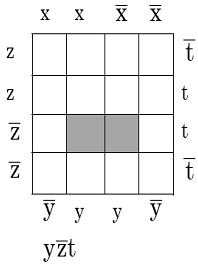 x x x̅ x̅
z t̅
z t
z̅ t
z̅ t̅
y̅ y y y̅
yz̅t